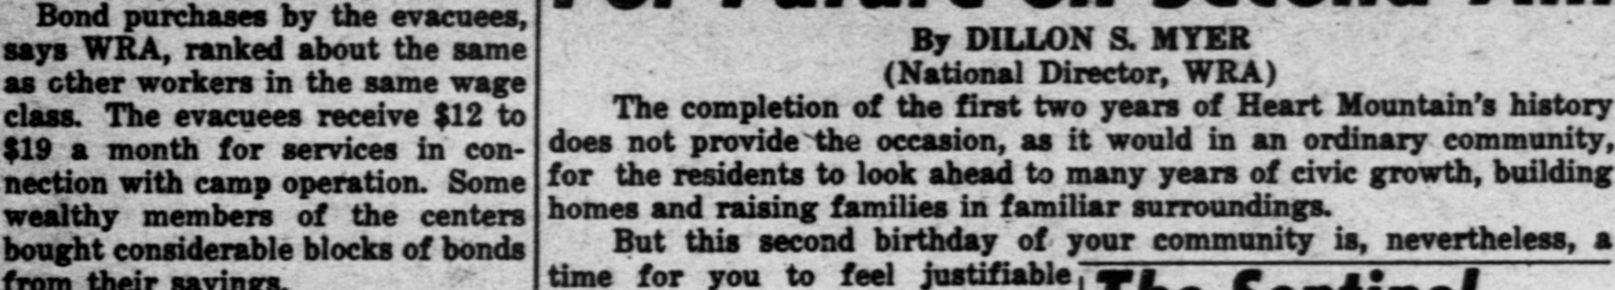 Bond purchases by the evacuees,
says WRA, ranked about the same
as other workers in the same wage
class. The evacuees receive $12 to
$19 a month for services in con-
nection with camp operation. Some
wealthy members of the centers
bought considerable blocks of bonds
from their savings.
By DILLON S. MYER
(National Director, WRA)
The completion of the first two years of Heart Mountain's history
does not provide the occasion, as it would in an ordinary community,
for the residents to look ahead to many years of civic growth, building
homes and raising families in familiar surroundings.
But this second birthday of your community is, nevertheless, a
time for you to feel justifiable
The Sentinel